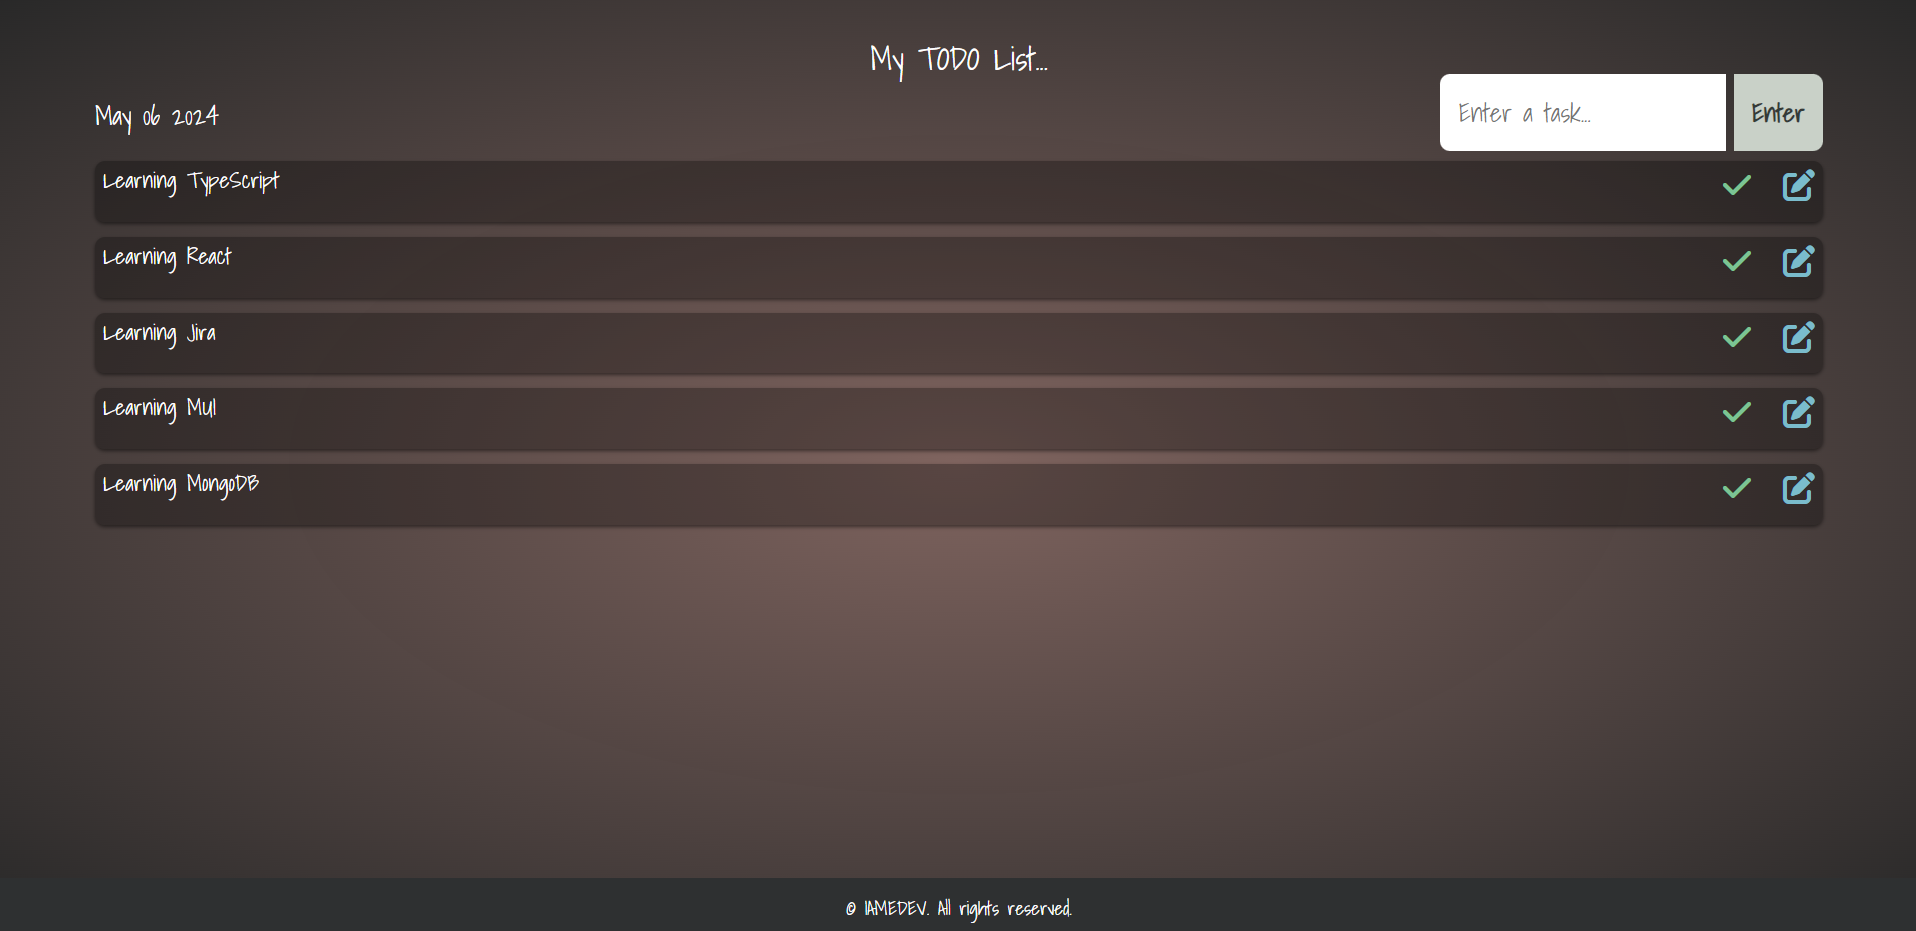 My TODO List...
May 06 2024
Enter a task...
Enter
Learning TypeScript
Learning React
Learning Jira
Learning MUI
Learning MongoDB
© IAMEDEV. All rights reserved.